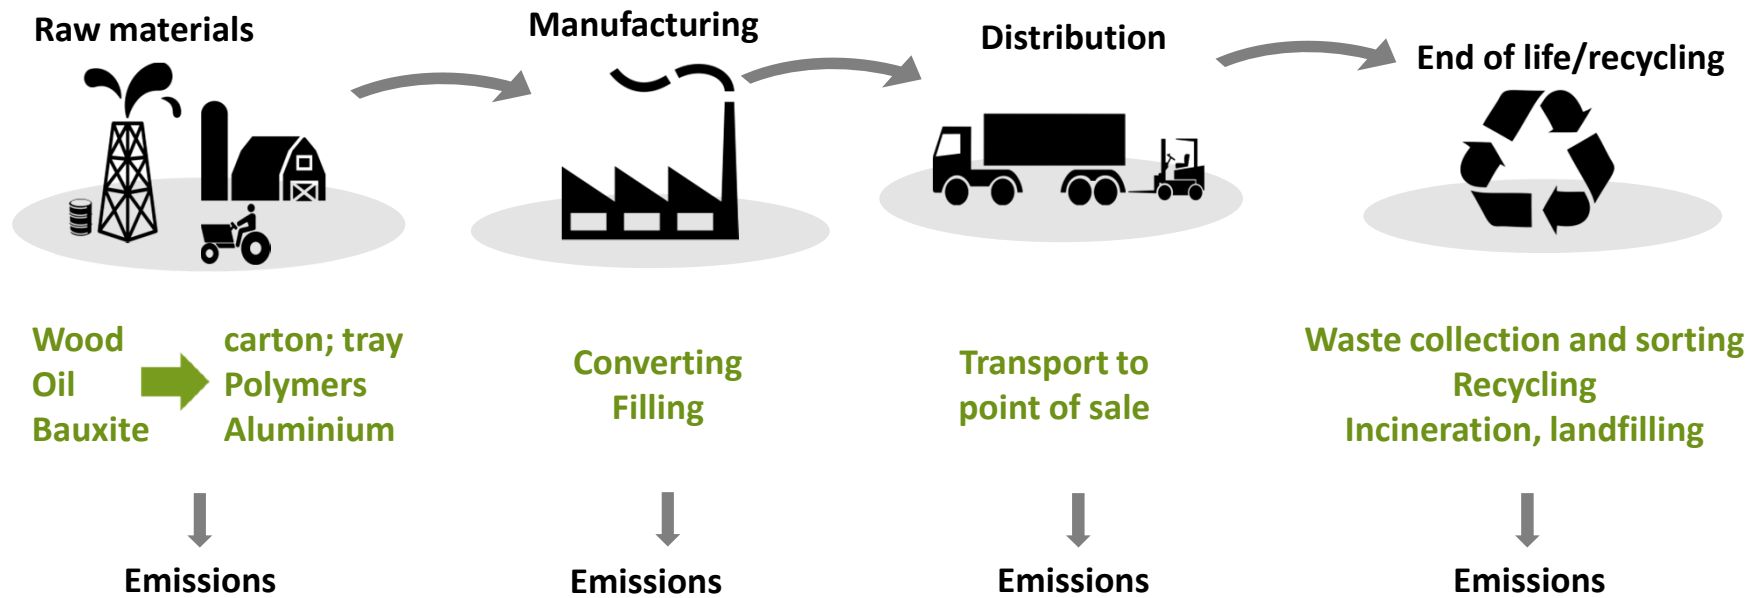 Raw materials
Manufacturing
Distribution
End of life/recycling
Wood
Oil
Bauxite
carton; tray
Polymers
Aluminium
Converting
Filling
Transport to
point of sale
Waste collection and sorting
Recycling
Incineration, landfilling
Emissions
Emissions
Emissions
Emissions